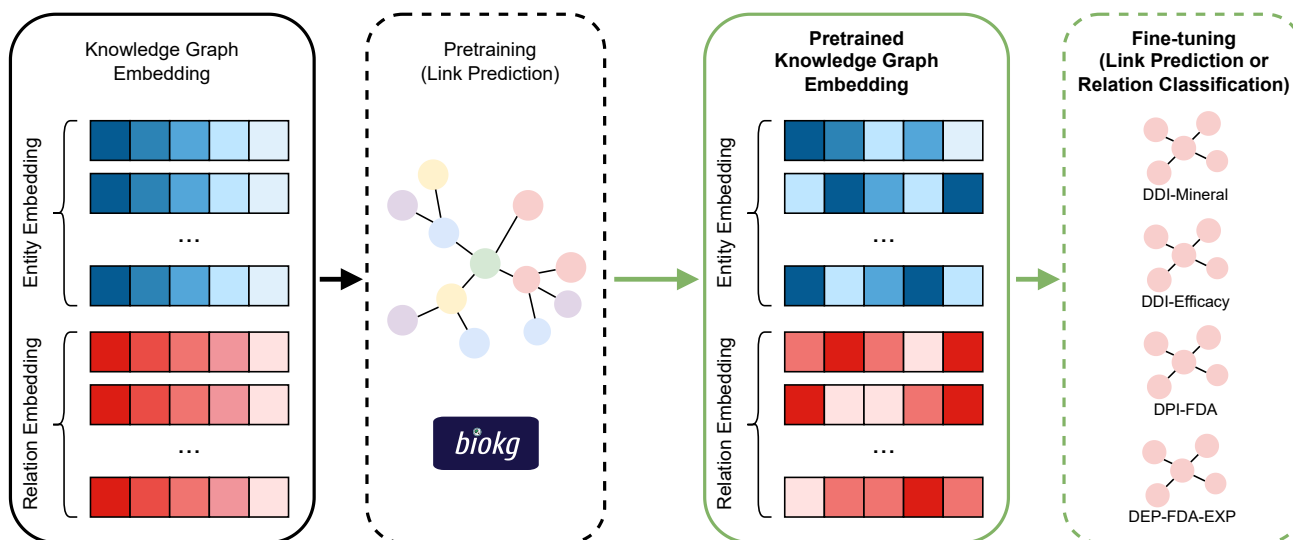 Knowledge Graph
Embedding
Entity Embedding
...
Relation Embedding
...
Pretraining
(Link Prediction)
biokg
Pretrained
Knowledge Graph
Embedding
Entity Embedding
...
Relation Embedding
...
Fine-tuning
(Link Prediction or
Relation Classification)
DDI-Mineral
DDI-Efficacy
DPI-FDA
DEP-FDA-EXP